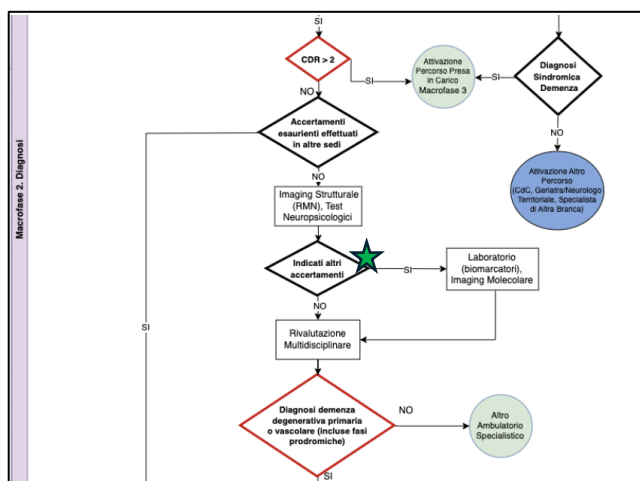 SI
CDR > 2
SI
Attivazione
Percorso Presa
in Carico
Macrofase 3
SI
Diagnosi
Sindromica
Demenza
NO
NO
Accertamenti
esaurienti effettuati
in altre sedi
Attivazione Altro
Percorso
(CdC, Geriatra/Neurologo
Territoriale, Specialista
di Altra Branca)
NO
Imaging Strutturale
(RMN), Test
Neuropsicologici
Macrofase 2. Diagnosi
Indicati altri
accertamenti
SI
Laboratorio
(biomarcatori),
Imaging Molecolare
NO
SI
Rivalutazione
Multidisciplinare
Diagnosi demenza
degenerativa primaria
o vascolare (incluse fasi
prodromiche)
NO
Altro
Ambulatorio
Specialistico
SI